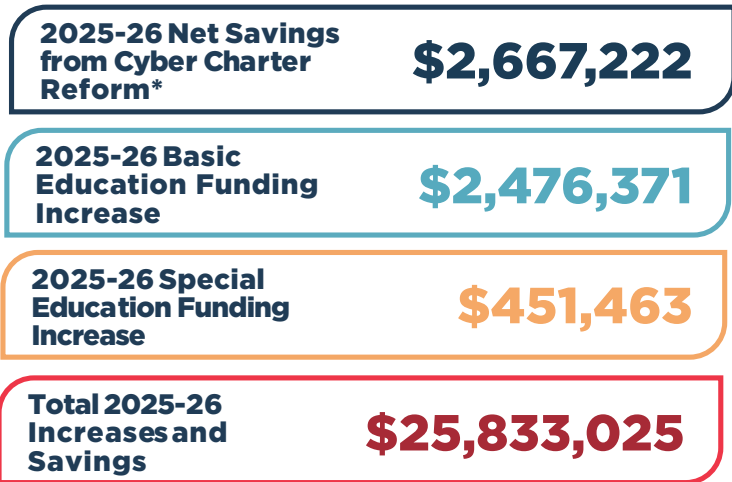 2025-26 Net Savings
from Cyber Charter
Reform*
$2,667,222
2025-26 Basic
Education Funding
Increase
$2,476,371
2025-26 Special
Education Funding
Increase
$451,463
Total 2025-26
Increases and
Savings
$25,833,025